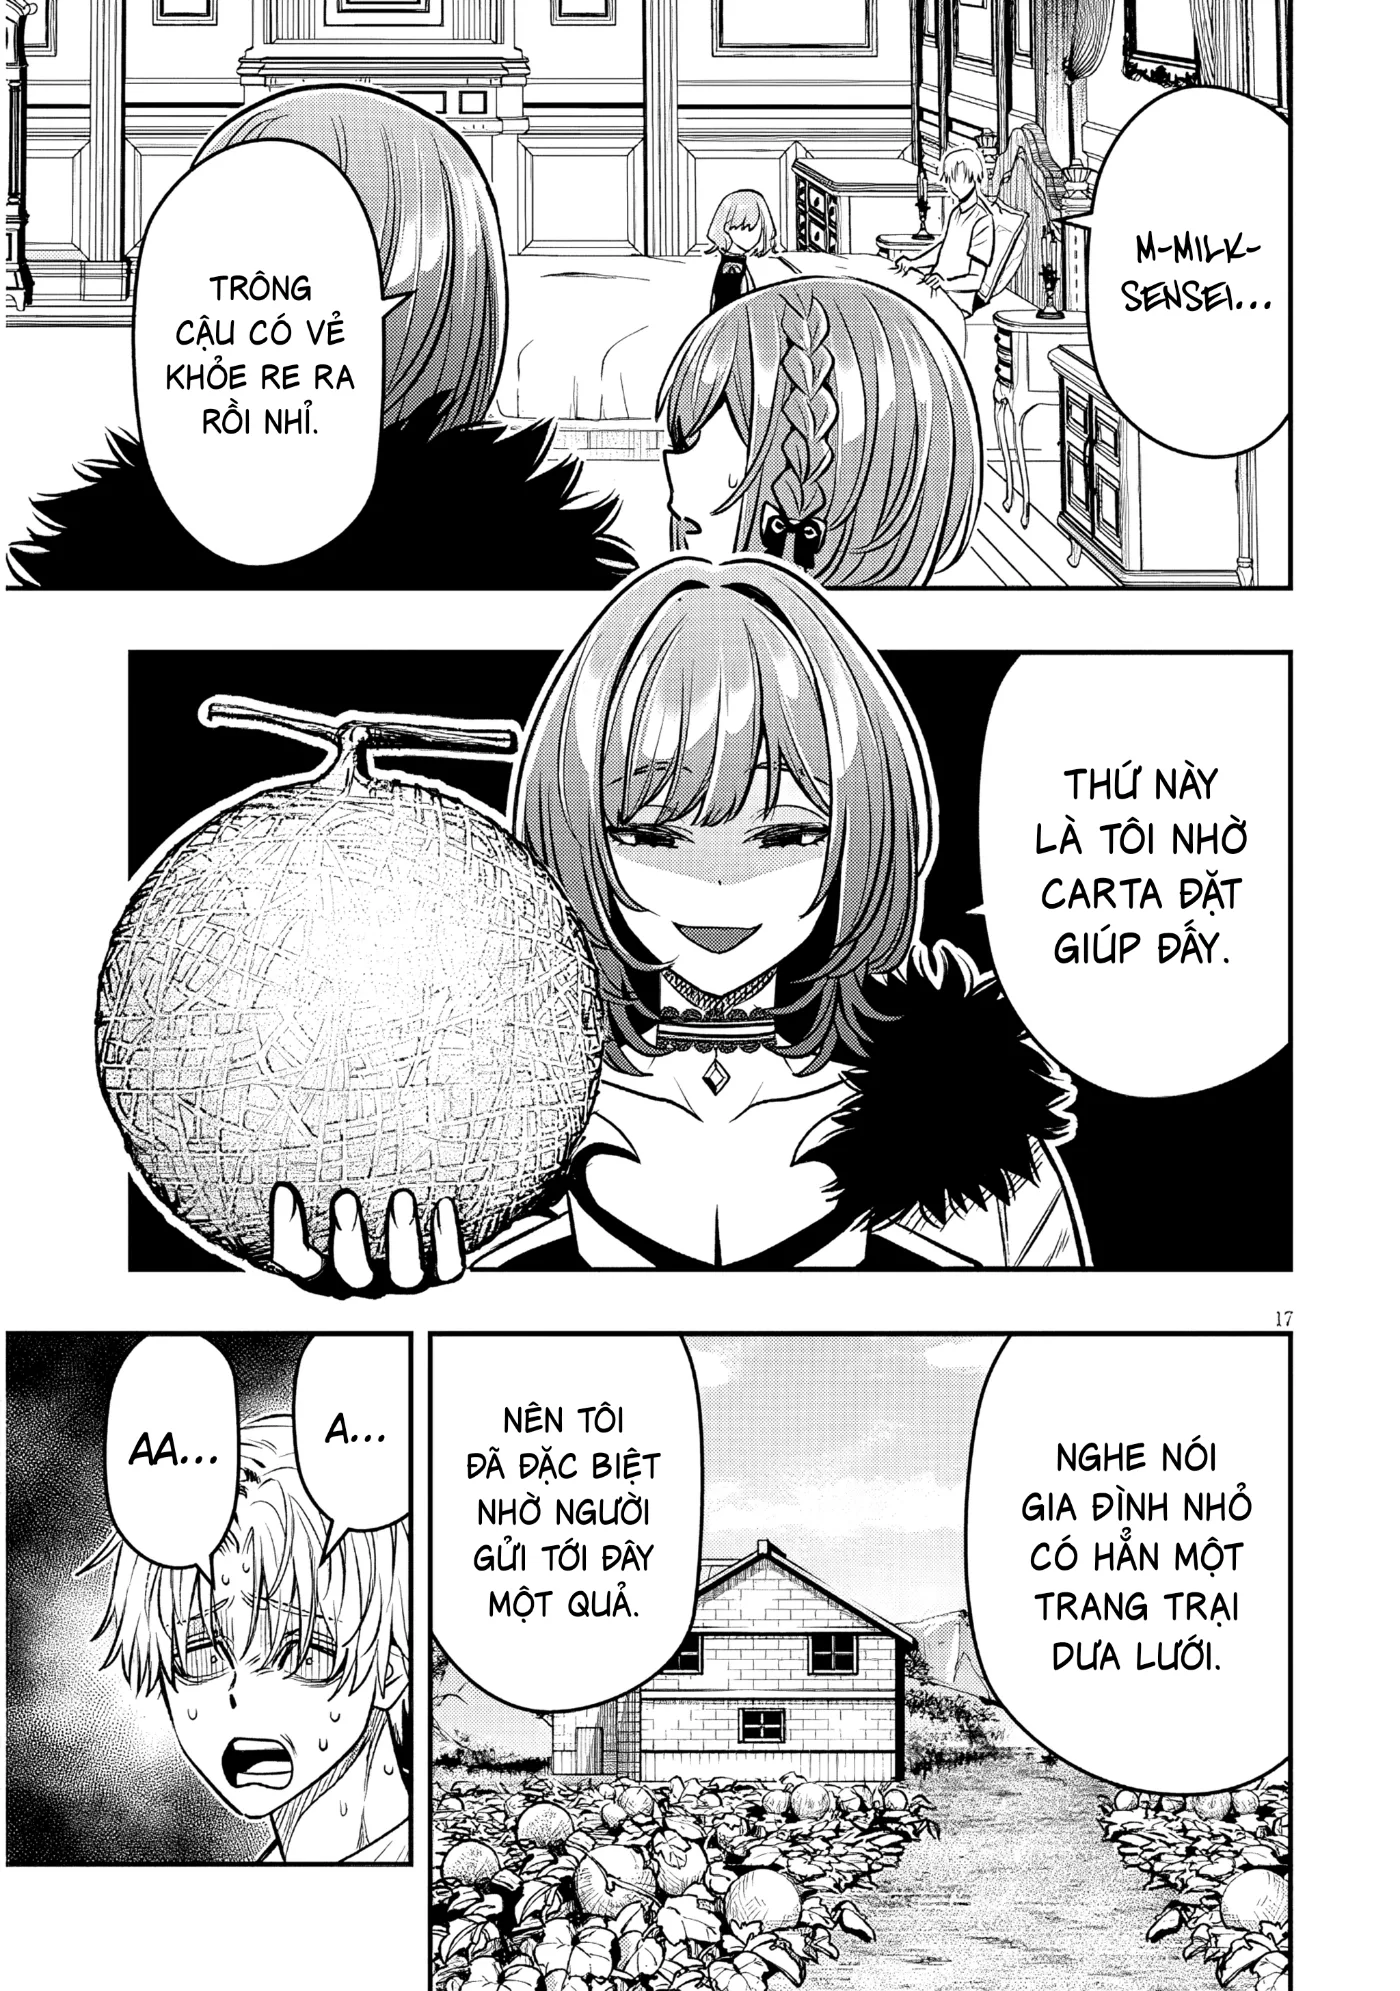 M-MILK-
SENSEI...
TRÔNG
CẬU CÓ VẺ
KHỎE RE RA
RỒI NHỈ.
THỨ NÀY
LÀ TÔI NHỜ
CARTA ĐẶT
GIÚP ĐẤY.
17
NGHE NÓI
GIA ĐÌNH NHỎ
CÓ HẲN MỘT
TRANG TRẠI
DƯA LƯỚI.
NÊN TÔI
ĐÃ ĐẶC BIỆT
NHỜ NGƯỜI
GỬI TỚI ĐÂY
MỘT QUẢ.
A...
AA...